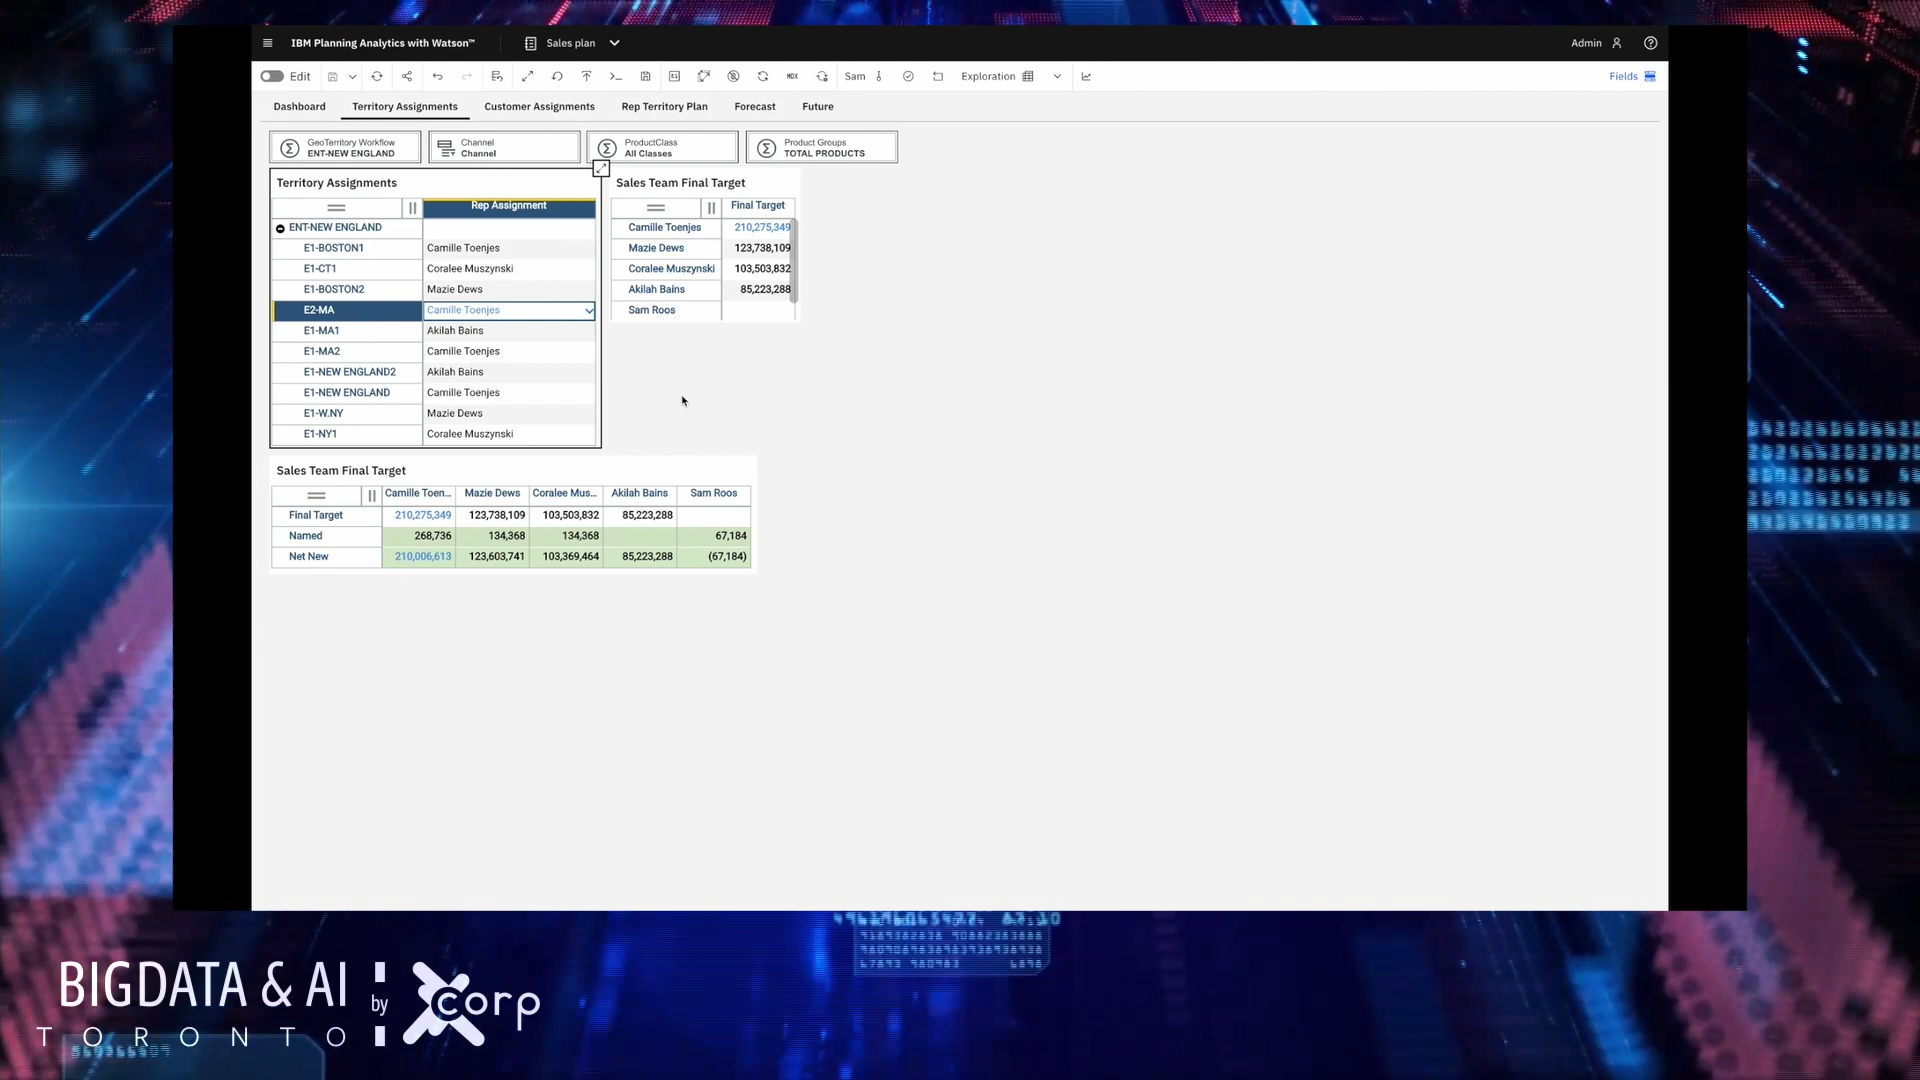 IBM Planning Analytics with Watson™ Sales plan Admin
Edit Sam Exploration Fields
Dashboard Territory Assignments Customer Assignments Rep Territory Plan Forecast Future
GeoTerritory Workflow Channel ProductClass Product Groups
ENT-NEW ENGLAND Channel All Classes TOTAL PRODUCTS
Territory Assignments
Rep Assignment
ENT-NEW ENGLAND
E1-BOSTON1 Camille Toenjes
E1-CT1 Coralee Muszynski
E1-BOSTON2 Mazie Dews
E2-MA Camille Toenjes
E1-MA1 Akilah Bains
E1-MA2 Camille Toenjes
E1-NEW ENGLAND2 Akilah Bains
E1-NEW ENGLAND Camille Toenjes
E1-W.NY Mazie Dews
E1-NY1 Coralee Muszynski
Sales Team Final Target
Final Target
Camille Toenjes 210,275,349
Mazie Dews 123,738,109
Coralee Muszynski 103,503,832
Akilah Bains 85,223,288
Sam Roos
Sales Team Final Target
Camille Toen... Mazie Dews Coralee Mus... Akilah Bains Sam Roos
Final Target 210,275,349 123,738,109 103,503,832 85,223,288
Named 268,736 134,368 134,368 67,184
Net New 210,006,613 123,603,741 103,369,464 85,223,288 (67,184)
BIGDATA & AI
TORONTO
by
corp